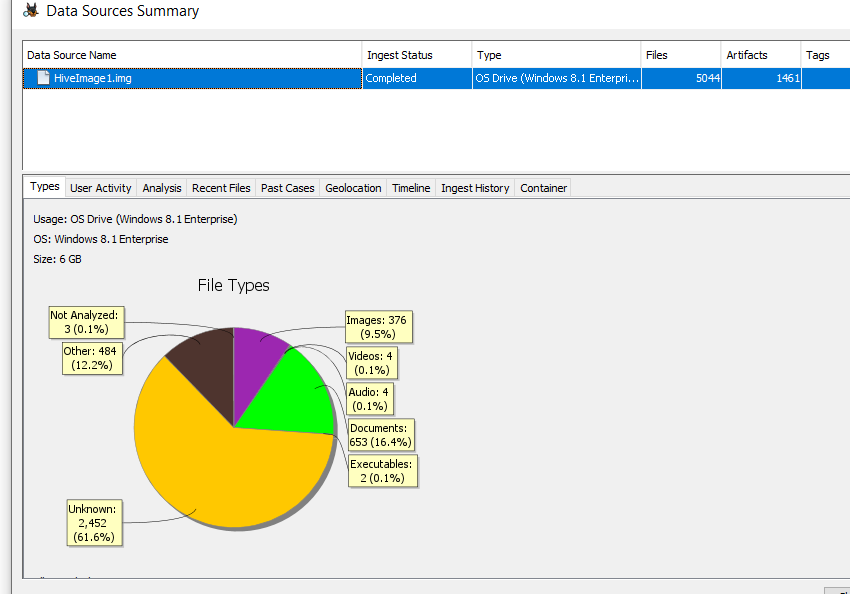 Data Sources Summary
Data Source Name Ingest Status Type Files Artifacts Tags
HiveImage1.img Completed OS Drive (Windows 8.1 Enterpri... 5044 1461
Types User Activity Analysis Recent Files Past Cases Geolocation Timeline Ingest History Container
Usage: OS Drive (Windows 8.1 Enterprise)
OS: Windows 8.1 Enterprise
Size: 6 GB
File Types
Not Analyzed:
3 (0.1%)
Other: 484
(12.2%)
Images: 376
(9.5%)
Videos: 4
(0.1%)
Audio: 4
(0.1%)
Documents:
653 (16.4%)
Executables:
2 (0.1%)
Unknown:
2,452
(61.6%)